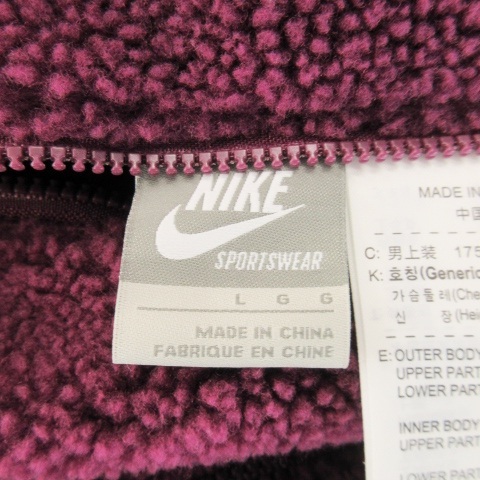 NIKE
SPORTSWEAR
L G G
MADE IN CHINA
FABRIQUE EN CHINE
MADE IN
中国
C: 男上装 175
K: 호칭(Generic
가슴둘레(Che
신 장(Hei
E: OUTER BODY
UPPER PART
LOWER PART
INNER BODY
UPPER PART
LOWER PART